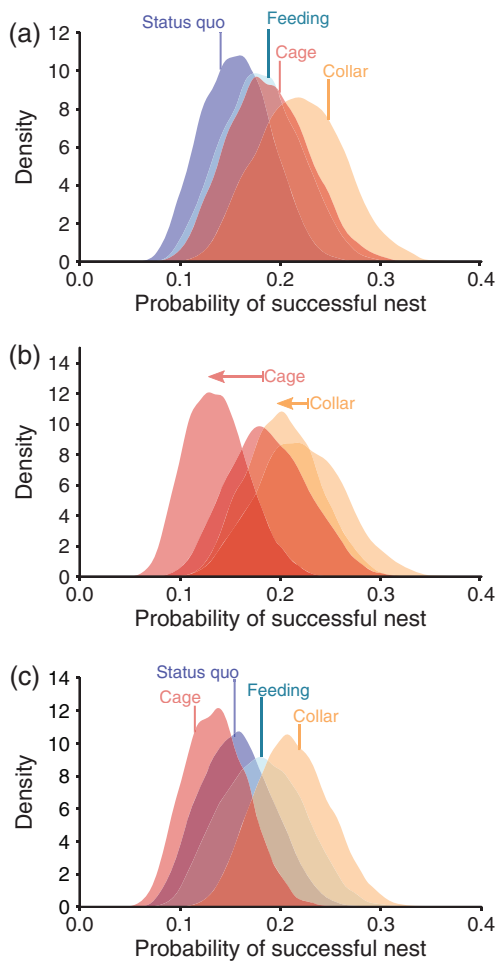 (a)
Status quo
Feeding
Cage
Collar
12
10
8
6
4
2
0
Density
0.0 0.1 0.2 0.3 0.4
Probability of successful nest
(b)
Cage
Collar
14
12
10
8
6
4
2
0
Density
0.0 0.1 0.2 0.3 0.4
Probability of successful nest
(c)
Status quo
Cage
Feeding
Collar
14
12
10
8
6
4
2
0
Density
0.0 0.1 0.2 0.3 0.4
Probability of successful nest